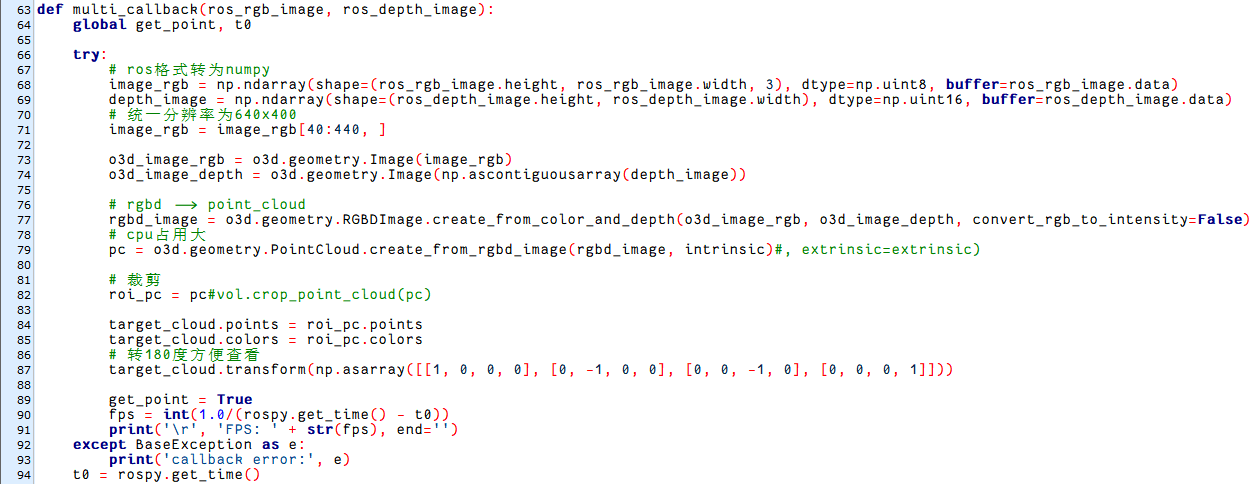 63 def multi_callback(ros_rgb_image, ros_depth_image):
64     global get_point, t0
65
66     try:
67         # ros格式转为numpy
68         image_rgb = np.ndarray(shape=(ros_rgb_image.height, ros_rgb_image.width, 3), dtype=np.uint8, buffer=ros_rgb_image.data)
69         depth_image = np.ndarray(shape=(ros_depth_image.height, ros_depth_image.width), dtype=np.uint16, buffer=ros_depth_image.data)
70         # 统一分辨率为640x400
71         image_rgb = image_rgb[40:440, ]
72
73         o3d_image_rgb = o3d.geometry.Image(image_rgb)
74         o3d_image_depth = o3d.geometry.Image(np.ascontiguousarray(depth_image))
75
76         # rgbd --> point_cloud
77         rgbd_image = o3d.geometry.RGBDImage.create_from_color_and_depth(o3d_image_rgb, o3d_image_depth, convert_rgb_to_intensity=False)
78         # cpu占用大
79         pc = o3d.geometry.PointCloud.create_from_rgbd_image(rgbd_image, intrinsic)#, extrinsic=extrinsic)
80
81         # 裁剪
82         roi_pc = pc#vol.crop_point_cloud(pc)
83
84         target_cloud.points = roi_pc.points
85         target_cloud.colors = roi_pc.colors
86         # 转180度方便查看
87         target_cloud.transform(np.asarray([[1, 0, 0, 0], [0, -1, 0, 0], [0, 0, -1, 0], [0, 0, 0, 1]]))
88
89         get_point = True
90         fps = int(1.0/(rospy.get_time() - t0))
91         print('\r', 'FPS: ' + str(fps), end='')
92     except BaseException as e:
93         print('callback error:', e)
94     t0 = rospy.get_time()